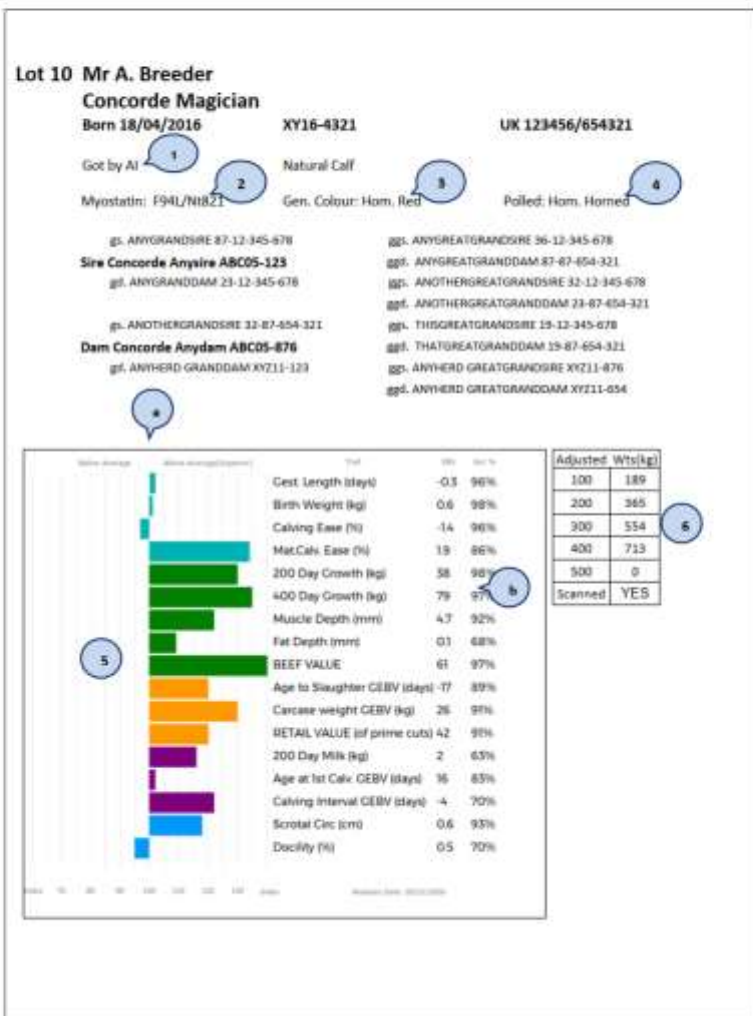 Lot 10 Mr A. Breeder
Concorde Magician
Born 18/04/2016 XY16-4321 UK 123456/654321
Got by AI 1 Natural Calf
2 3 4
Myostatin: F94L/Nt821 Gen. Colour: Hom. Red Polled: Hom. Horned
gs. ANYGRANDSIRE 87-12-345-678 ggs. ANYGREATGRANDSIRE 36-12-345-678
Sire Concorde Anysire ABC05-123 ggd. ANYGREATGRANDDAM 87-87-654-321
gd. ANYGRANDDAM 23-12-345-678 ggs. ANOTHERGREATGRANDSIRE 32-12-345-678
ggd. ANOTHERGREATGRANDDAM 23-87-654-321
gs. ANOTHERGRANDSIRE 32-87-654-321 ggs. THISGREATGRANDSIRE 19-12-345-678
Dam Concorde Anydam ABC05-876 ggd. THATGREATGRANDDAM 19-87-654-321
gd. ANYHERD GRANDDAM XYZ11-123 ggs. ANYHERD GREATGRANDSIRE XYZ11-876
ggd. ANYHERD GREATGRANDDAM XYZ11-654
a
Below average Above average Trait
Gest. Length (days) -0.3 96%
Birth Weight (kg) 0.6 98%
Calving Ease (%) -1.4 96%
Mat.Calv. Ease (%) 1.9 86%
200 Day Growth (kg) 38 98%
400 Day Growth (kg) 79 97% b
Muscle Depth (mm) 4.7 92%
Fat Depth (mm) 0.1 68%
5 BEEF VALUE 61 97%
Age to Slaughter GEBV (days) -17 89%
Carcase weight GEBV (kg) 26 91%
RETAIL VALUE (of prime cuts) 42 91%
200 Day Milk (kg) 2 63%
Age at 1st Calv. GEBV (days) 16 83%
Calving Interval GEBV (days) -4 70%
Scrotal Circ (cm) 0.6 93%
Docility (%) 0.5 70%
Adjusted Wts(kg)
100 189
200 365
300 554 6
400 713
500 0
Scanned YES